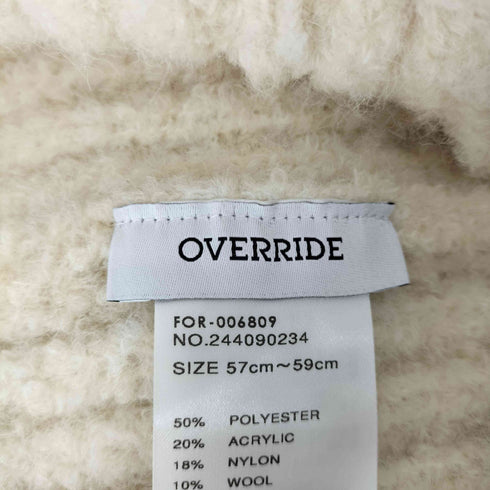 OVERRIDE
FOR-006809
NO.244090234
SIZE 57cm～59cm
50% POLYESTER
20% ACRYLIC
18% NYLON
10% WOOL